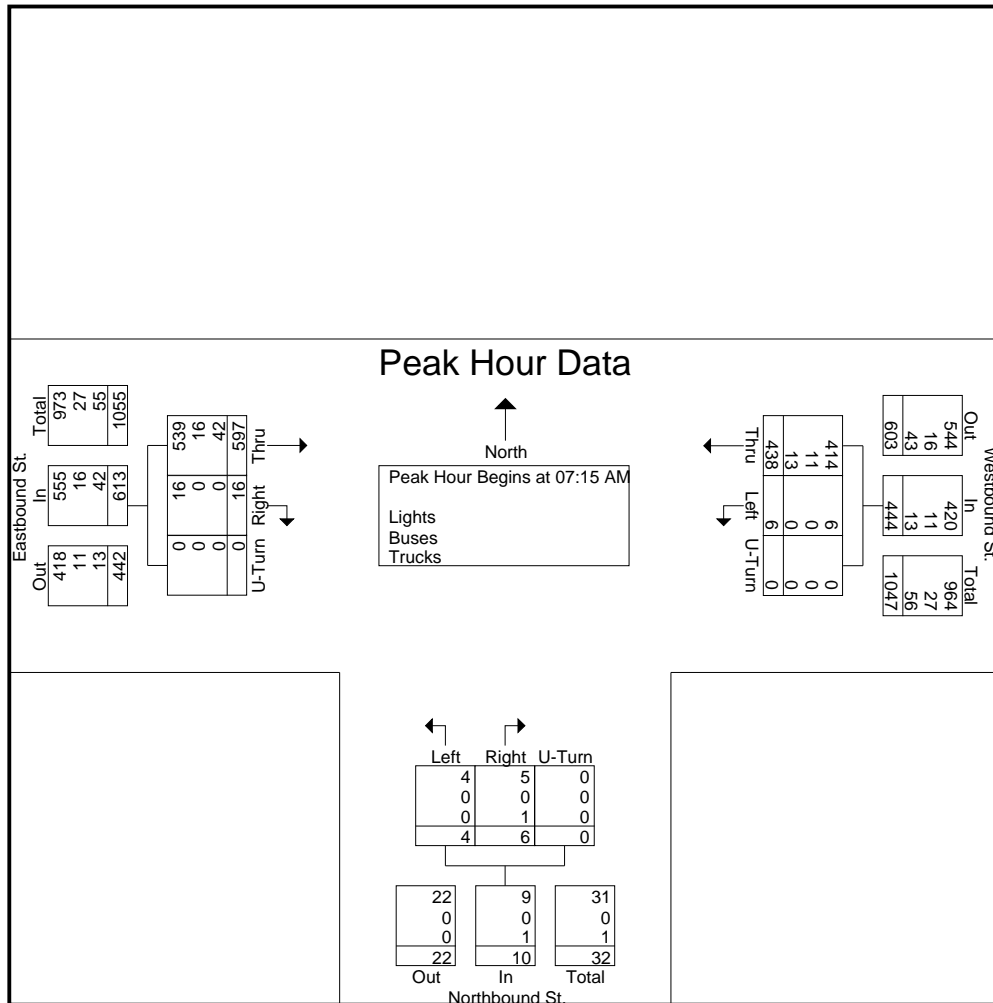 Peak Hour Data
North
Peak Hour Begins at 07:15 AM
Lights
Buses
Trucks
Eastbound St.
Total
973
27
55
1055
In
555
16
42
613
Out
418
11
13
442
Thru
539
16
42
597
Right
16
0
0
16
U-Turn
0
0
0
0
Westbound St.
Out
544
16
43
603
In
420
11
13
444
Total
964
27
56
1047
Thru
414
11
13
438
Left
6
0
0
6
U-Turn
0
0
0
0
Left Right U-Turn
4 5 0
0 0 0
0 1 0
4 6 0
22 9 31
0 0 0
0 1 1
22 10 32
Out In Total
Northbound St.